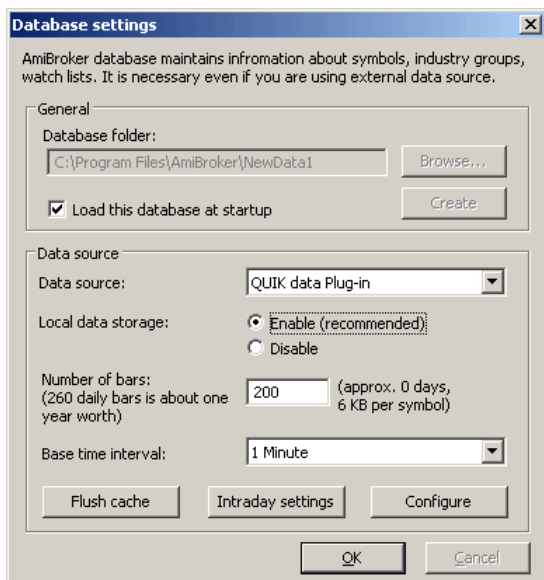 Database settings
AmiBroker database maintains infromation about symbols, industry groups,
watch lists. It is necessary even if you are using external data source.
General
Database folder:
C:\Program Files\AmiBroker\NewData1
Browse...
Load this database at startup
Create
Data source
Data source:
QUIK data Plug-in
Local data storage:
Enable (recommended)
Disable
Number of bars:
(260 daily bars is about one
year worth)
200
(approx. 0 days,
6 KB per symbol)
Base time interval:
1 Minute
Flush cache
Intraday settings
Configure
OK
Cancel